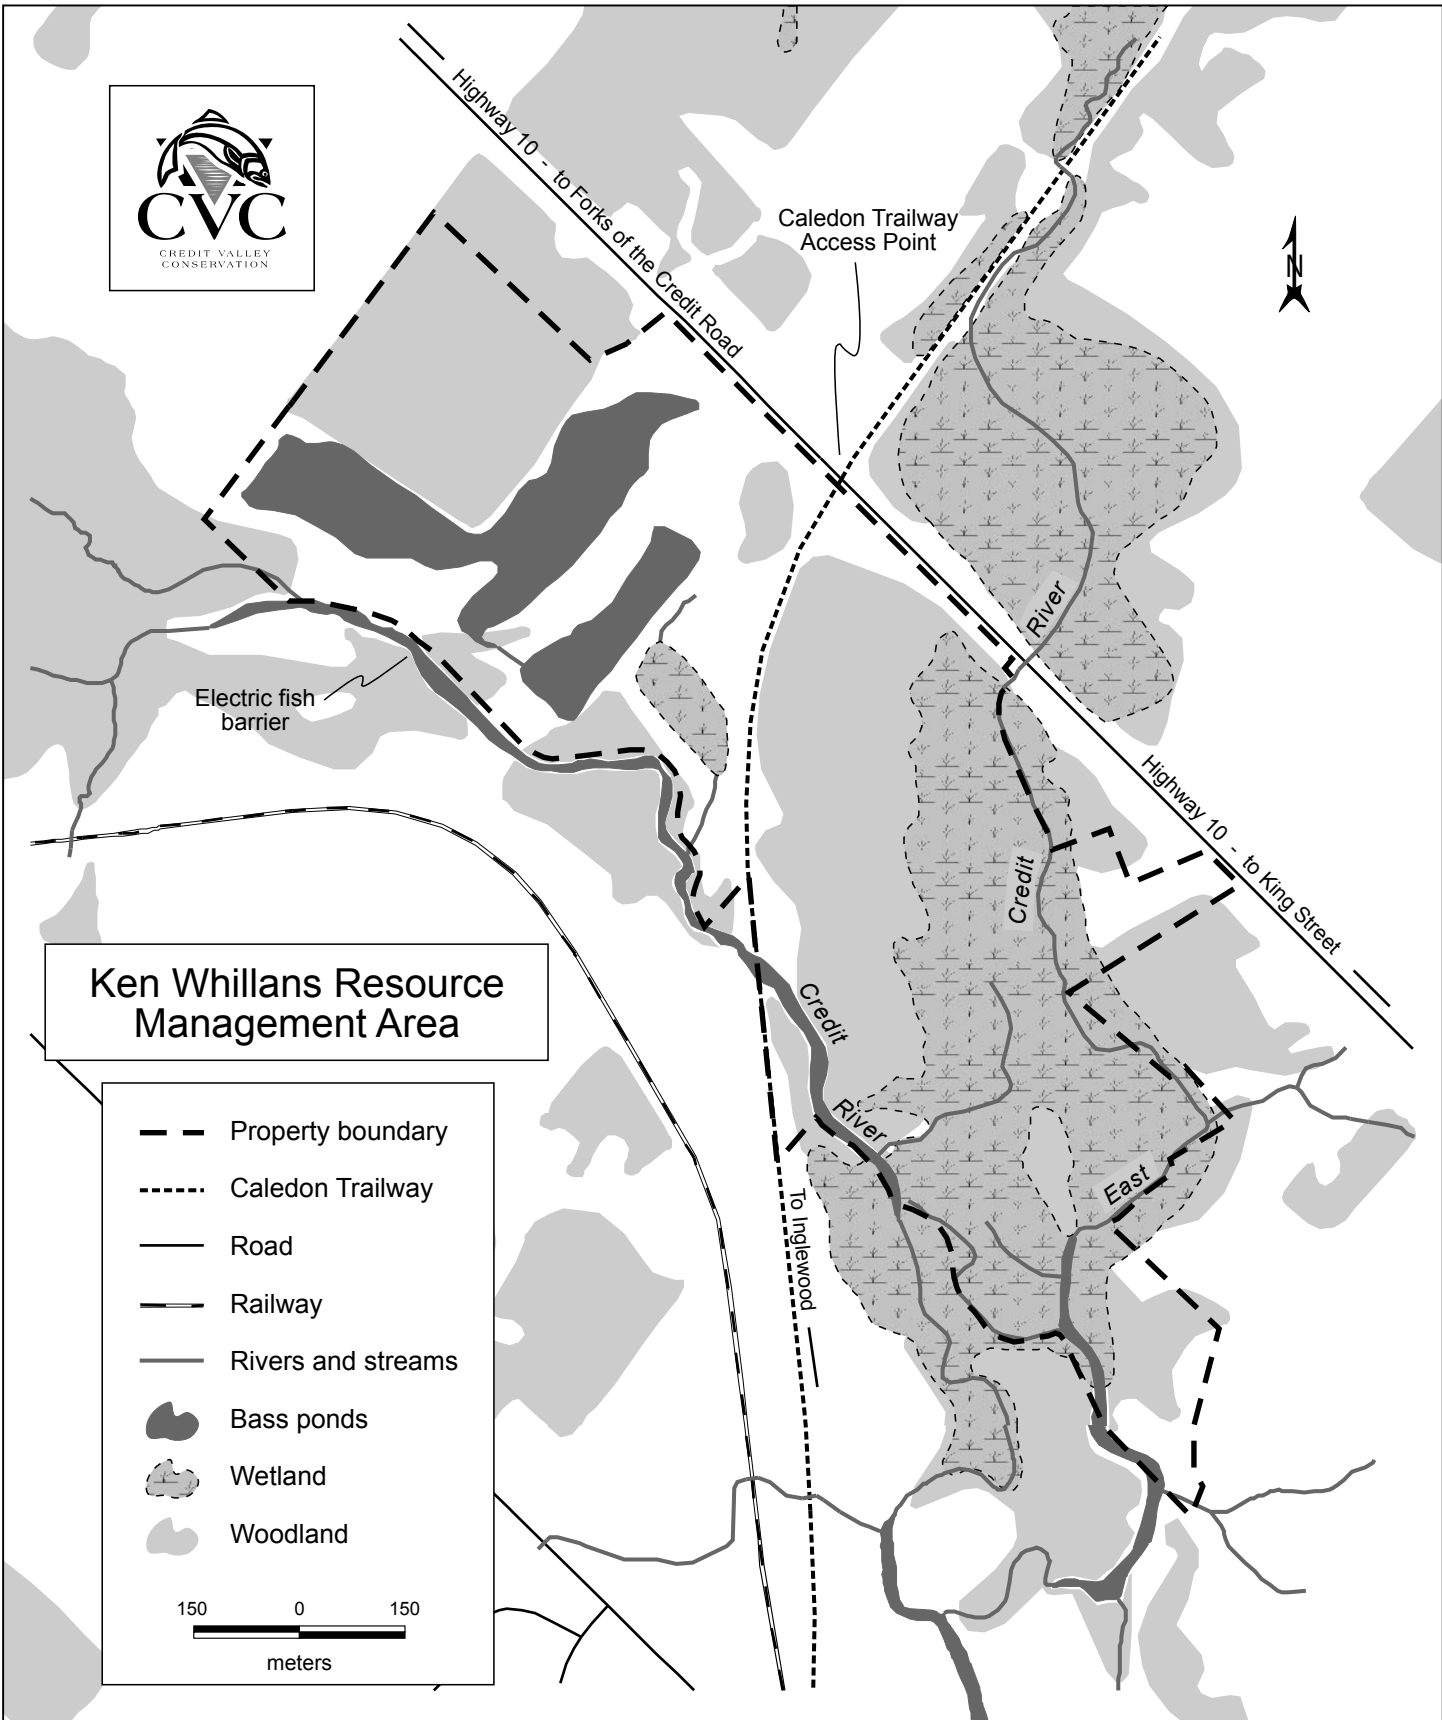 CVC
CREDIT VALLEY
CONSERVATION
Highway 10 - to Forks of the Credit Road
Caledon Trailway
Access Point
N
River
Electric fish
barrier
Highway 10 - to King Street
Credit
Ken Whillans Resource
Management Area
Credit
River
East
To Inglewood
Property boundary
Caledon Trailway
Road
Railway
Rivers and streams
Bass ponds
Wetland
Woodland
150 0 150
meters